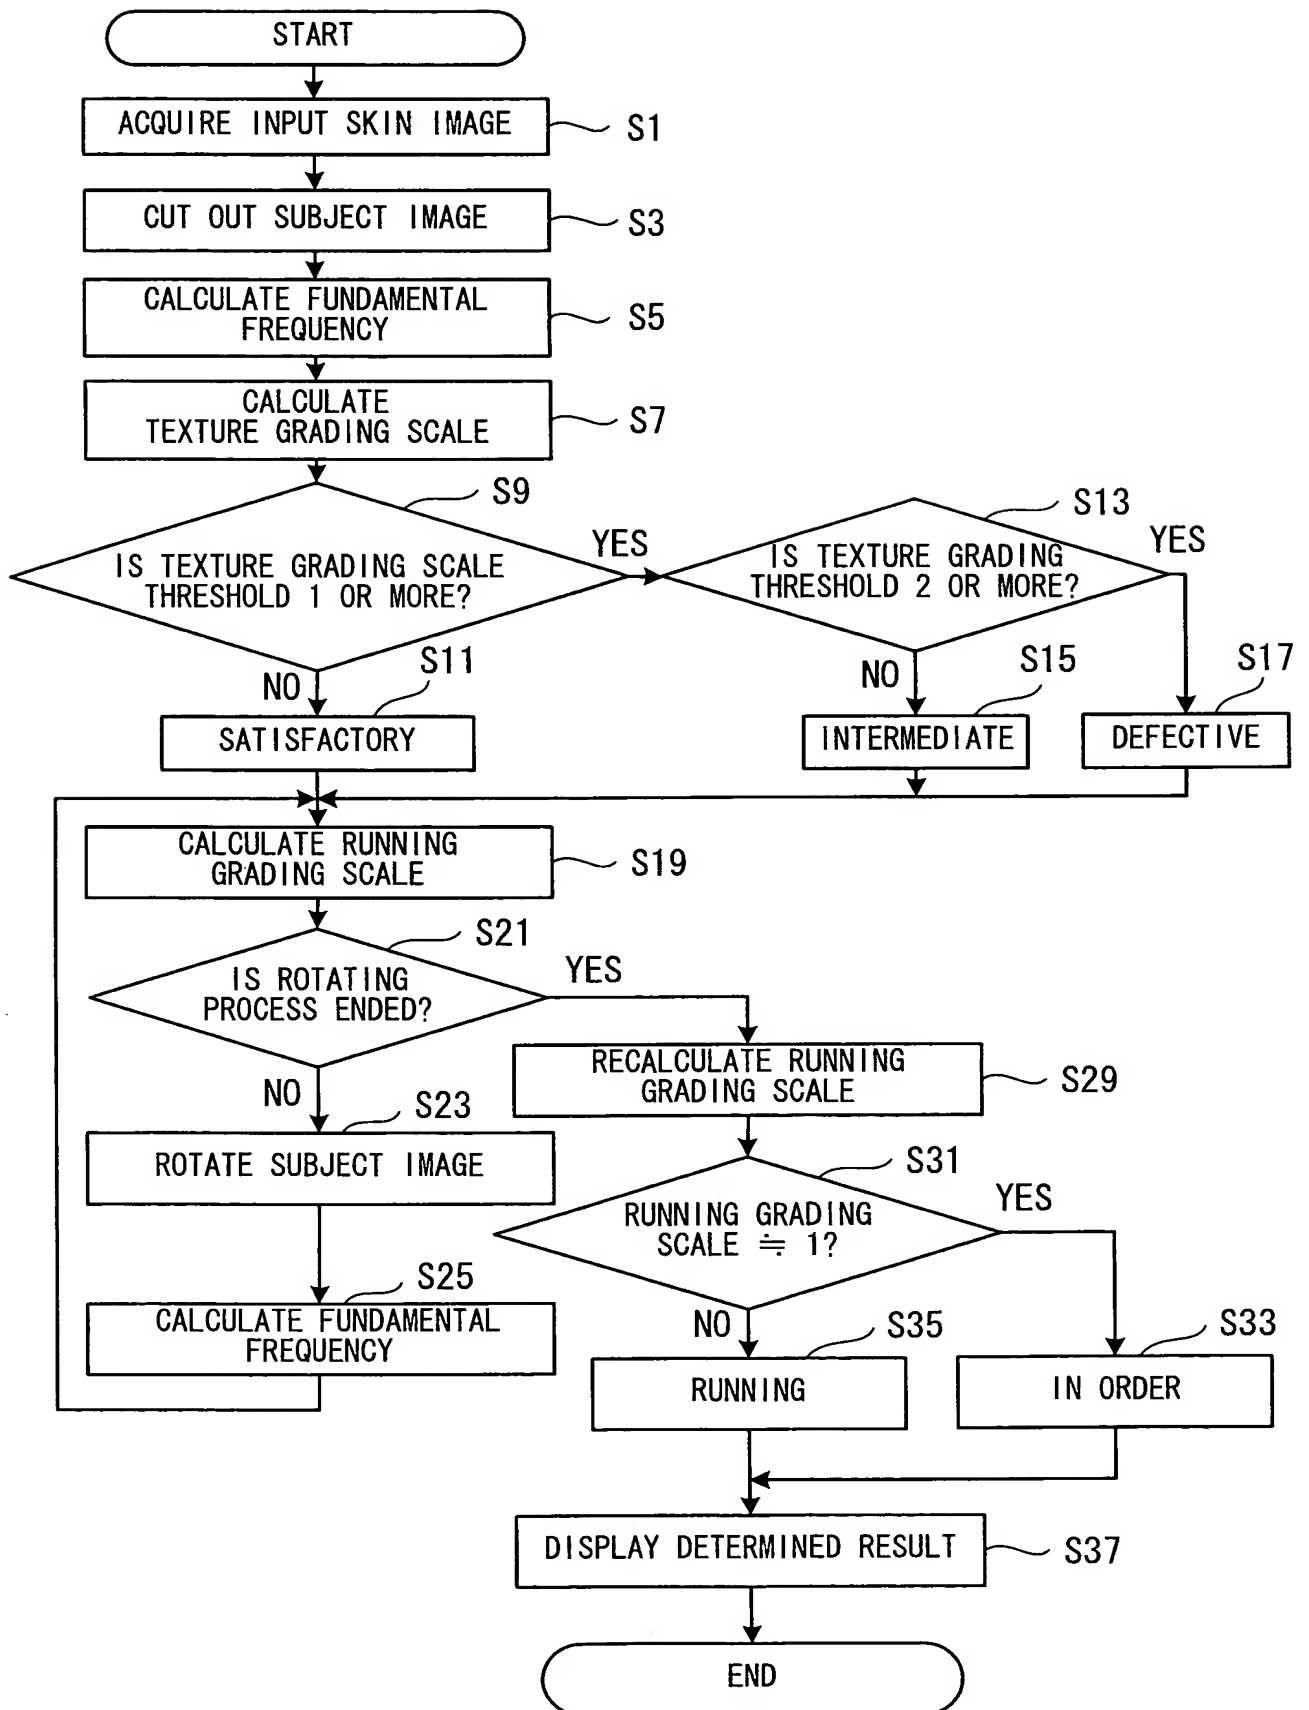 START
ACQUIRE INPUT SKIN IMAGE
S1
CUT OUT SUBJECT IMAGE
S3
CALCULATE FUNDAMENTAL
FREQUENCY
S5
CALCULATE
TEXTURE GRADING SCALE
S7
S9
IS TEXTURE GRADING SCALE
THRESHOLD 1 OR MORE?
YES
S13
IS TEXTURE GRADING
THRESHOLD 2 OR MORE?
YES
NO
S11
SATISFACTORY
NO
S15
INTERMEDIATE
S17
DEFECTIVE
CALCULATE RUNNING
GRADING SCALE
S19
S21
IS ROTATING
PROCESS ENDED?
YES
NO
S23
ROTATE SUBJECT IMAGE
S25
CALCULATE FUNDAMENTAL
FREQUENCY
RECALCULATE RUNNING
GRADING SCALE
S29
S31
RUNNING GRADING
SCALE ≒ 1?
YES
NO
S35
RUNNING
S33
IN ORDER
DISPLAY DETERMINED RESULT
S37
END